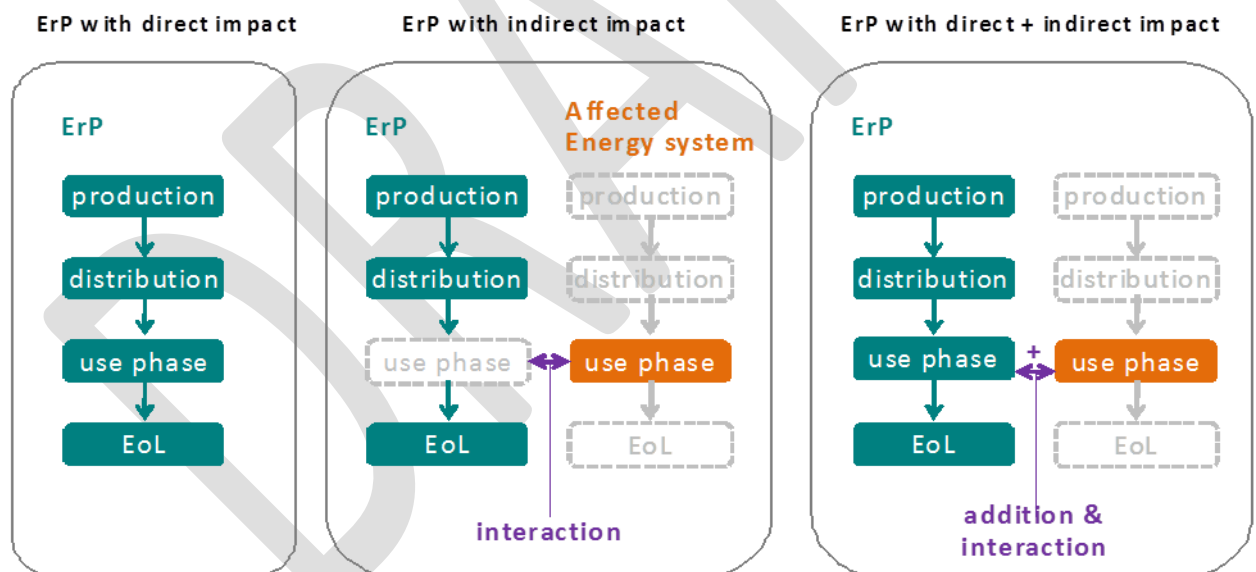 ErP with direct impact
ErP
production
distribution
use phase
EoL
ErP with indirect impact
ErP
production
distribution
use phase
EoL
Affected
Energy system
production
distribution
use phase
EoL
interaction
ErP with direct + indirect impact
ErP
production
distribution
use phase
EoL
+
production
distribution
use phase
EoL
addition &
interaction
DRA